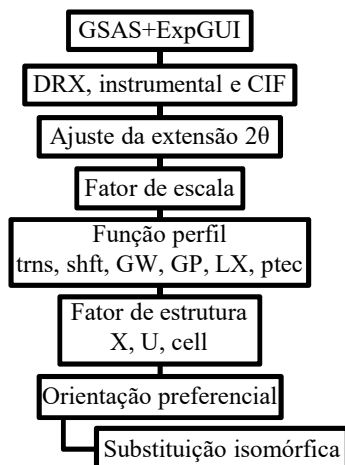 GSAS+ExpGUI
DRX, instrumental e CIF
Ajuste da extensão 2θ
Fator de escala
Função perfil
trns, shft, GW, GP, LX, ptec
Fator de estrutura
X, U, cell
Orientação preferencial
Substituição isomórfica